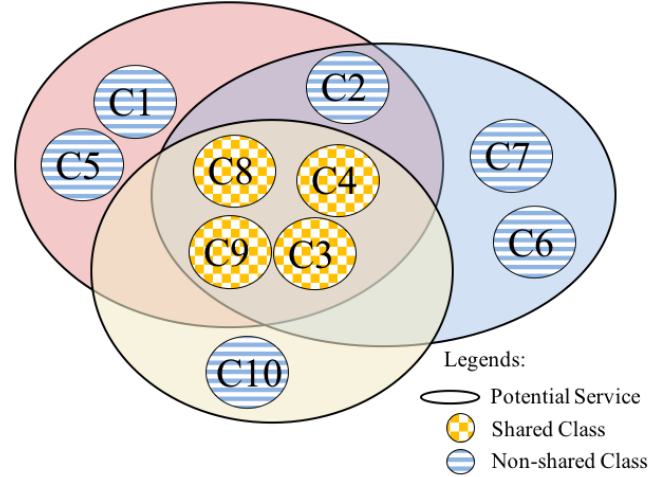 C1
C2
C5
C7
C8
C4
C9
C3
C6
C10
Legends:
Potential Service
Shared Class
Non-shared Class